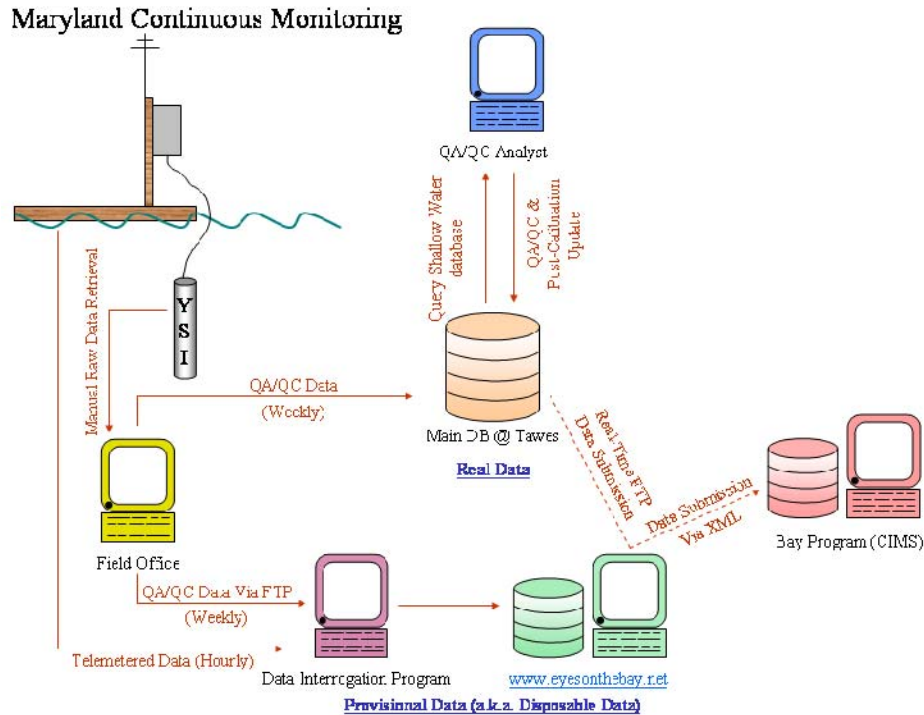 Maryland Continuous Monitoring
QA/QC Analyst
Query Shallow Water
database
QA/QC &
Post-Calibration
Update
Manual Raw Data Retrieval
Y
S
I
QA/QC Data
(Weekly)
Main DB @ Tawes
Real Data
Real-Time FTP
Data Submission
Data Submission
Via XML
Bay Program (CIMS)
Field Office
QA/QC Data Via FTP
(Weekly)
Telemetered Data (Hourly)
Data Interrogation Program
www.eyesonthebay.net
Provisional Data (a.k.a. Disposable Data)